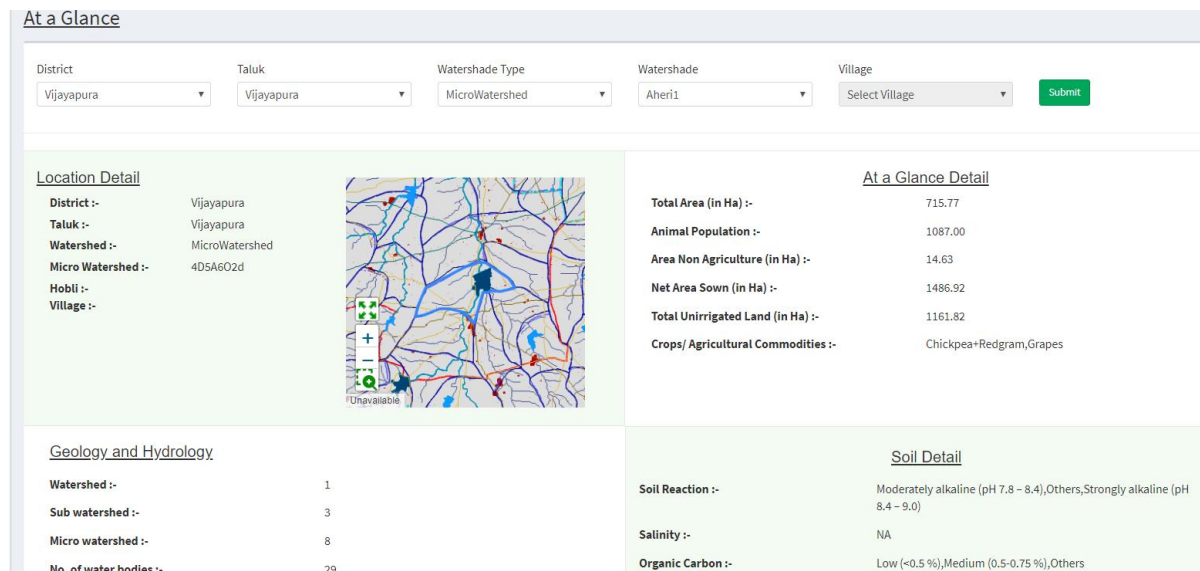 At a Glance
District
Taluk
Watershade Type
Watershade
Village
Vijayapura
Vijayapura
MicroWatershed
Aheri1
Select Village
Submit
Location Detail
District :- Vijayapura
Taluk :- Vijayapura
Watershed :- MicroWatershed
Micro Watershed :- 4D5A6O2d
Hobli :-
Village :-
+
−
Unavailable
At a Glance Detail
Total Area (in Ha) :- 715.77
Animal Population :- 1087.00
Area Non Agriculture (in Ha) :- 14.63
Net Area Sown (in Ha) :- 1486.92
Total Unirrigated Land (in Ha) :- 1161.82
Crops/ Agricultural Commodities :- Chickpea+Redgram,Grapes
Geology and Hydrology
Watershed :- 1
Sub watershed :- 3
Micro watershed :- 8
No. of water bodies :- 29
Soil Detail
Soil Reaction :- Moderately alkaline (pH 7.8 – 8.4),Others,Strongly alkaline (pH
8.4 – 9.0)
Salinity :- NA
Organic Carbon :- Low (<0.5 %),Medium (0.5-0.75 %),Others